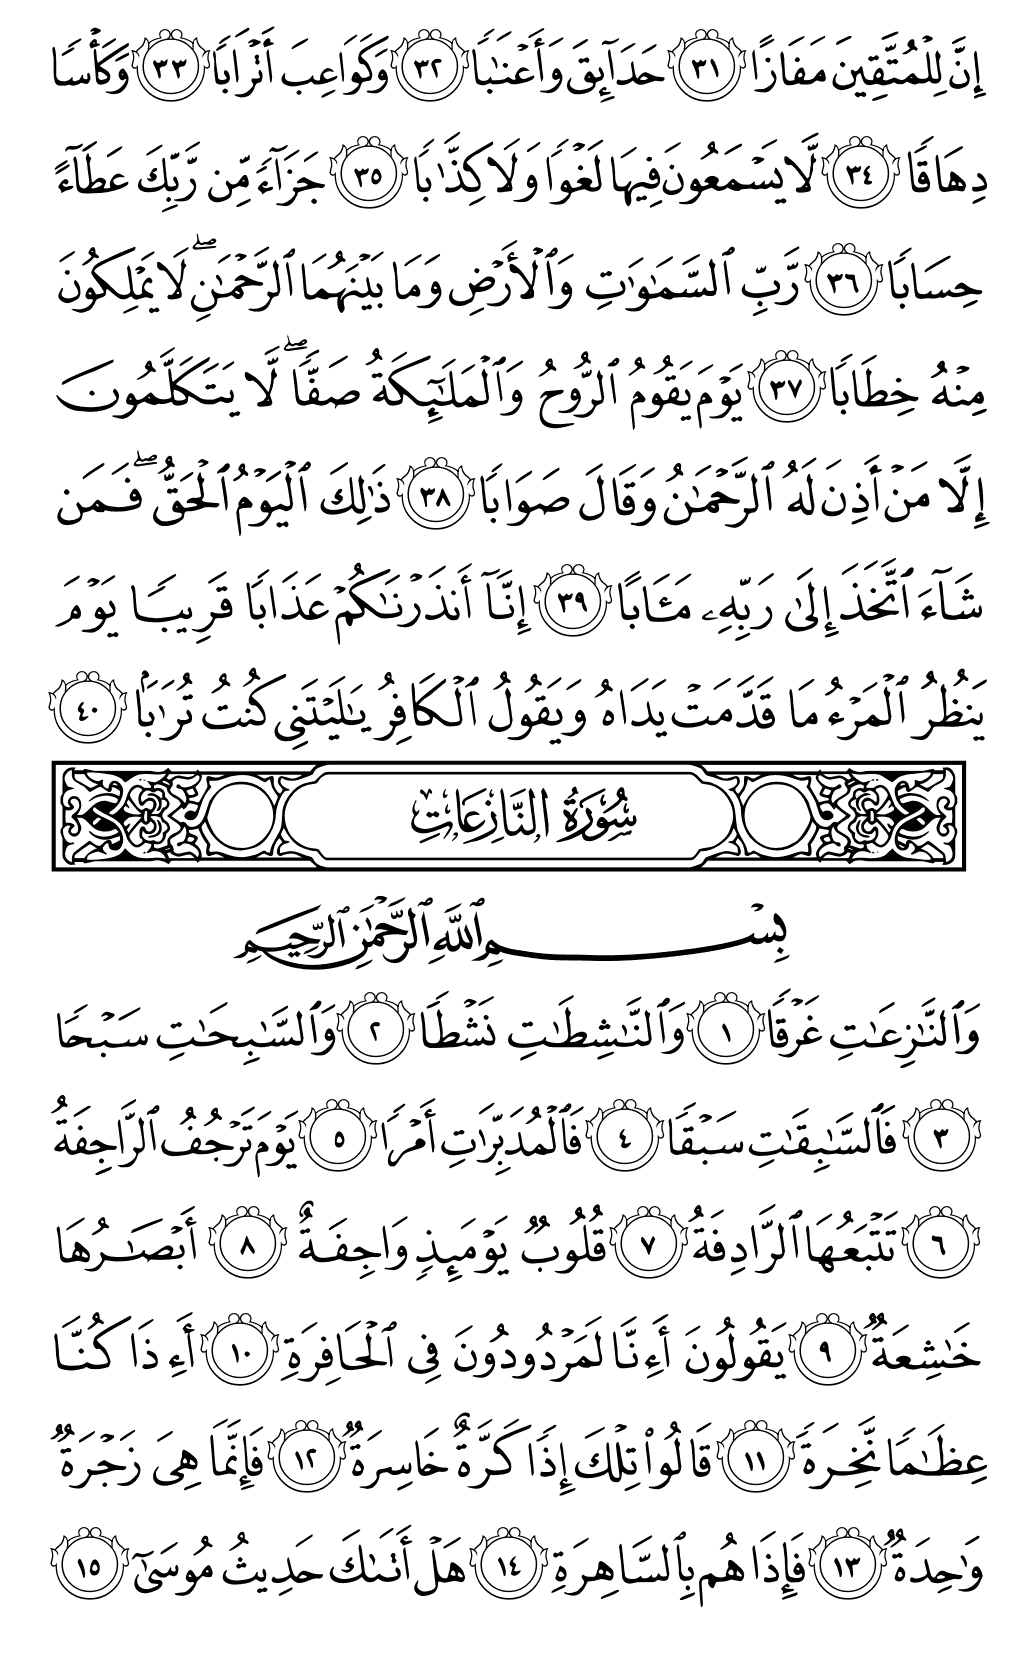 إِنَّ لِلْمُتَّقِينَ مَفَازًا ٣١ حَدَآئِقَ وَأَعْنَٰبًا ٣٢ وَكَوَاعِبَ أَتْرَابًا ٣٣ وَكَأْسًا
دِهَاقًا ٣٤ لَّا يَسْمَعُونَ فِيهَا لَغْوًا وَلَا كِذَّٰبًا ٣٥ جَزَآءً مِّن رَّبِّكَ عَطَآءً
حِسَابًا ٣٦ رَّبِّ ٱلسَّمَٰوَٰتِ وَٱلْأَرْضِ وَمَا بَيْنَهُمَا ٱلرَّحْمَٰنِ ۖ لَا يَمْلِكُونَ
مِنْهُ خِطَابًا ٣٧ يَوْمَ يَقُومُ ٱلرُّوحُ وَٱلْمَلَٰٓئِكَةُ صَفًّا ۖ لَّا يَتَكَلَّمُونَ
إِلَّا مَنْ أَذِنَ لَهُ ٱلرَّحْمَٰنُ وَقَالَ صَوَابًا ٣٨ ذَٰلِكَ ٱلْيَوْمُ ٱلْحَقُّ ۖ فَمَن
شَآءَ ٱتَّخَذَ إِلَىٰ رَبِّهِۦ مَـَٔابًا ٣٩ إِنَّآ أَنذَرْنَٰكُمْ عَذَابًا قَرِيبًا يَوْمَ
يَنظُرُ ٱلْمَرْءُ مَا قَدَّمَتْ يَدَاهُ وَيَقُولُ ٱلْكَافِرُ يَٰلَيْتَنِى كُنتُ تُرَٰبًۢا ٤٠
سُورَةُ النَّازِعَاتِ
بِسْمِ ٱللَّهِ ٱلرَّحْمَٰنِ ٱلرَّحِيمِ
وَٱلنَّٰزِعَٰتِ غَرْقًا ١ وَٱلنَّٰشِطَٰتِ نَشْطًا ٢ وَٱلسَّٰبِحَٰتِ سَبْحًا
٣ فَٱلسَّٰبِقَٰتِ سَبْقًا ٤ فَٱلْمُدَبِّرَٰتِ أَمْرًا ٥ يَوْمَ تَرْجُفُ ٱلرَّاجِفَةُ
٦ تَتْبَعُهَا ٱلرَّادِفَةُ ٧ قُلُوبٌ يَوْمَئِذٍ وَاجِفَةٌ ٨ أَبْصَٰرُهَا
خَٰشِعَةٌ ٩ يَقُولُونَ أَءِنَّا لَمَرْدُودُونَ فِى ٱلْحَافِرَةِ ١٠ أَءِذَا كُنَّا
عِظَٰمًا نَّخِرَةً ١١ قَالُوا۟ تِلْكَ إِذًا كَرَّةٌ خَاسِرَةٌ ١٢ فَإِنَّمَا هِىَ زَجْرَةٌ
وَٰحِدَةٌ ١٣ فَإِذَا هُم بِٱلسَّاهِرَةِ ١٤ هَلْ أَتَىٰكَ حَدِيثُ مُوسَىٰٓ ١٥